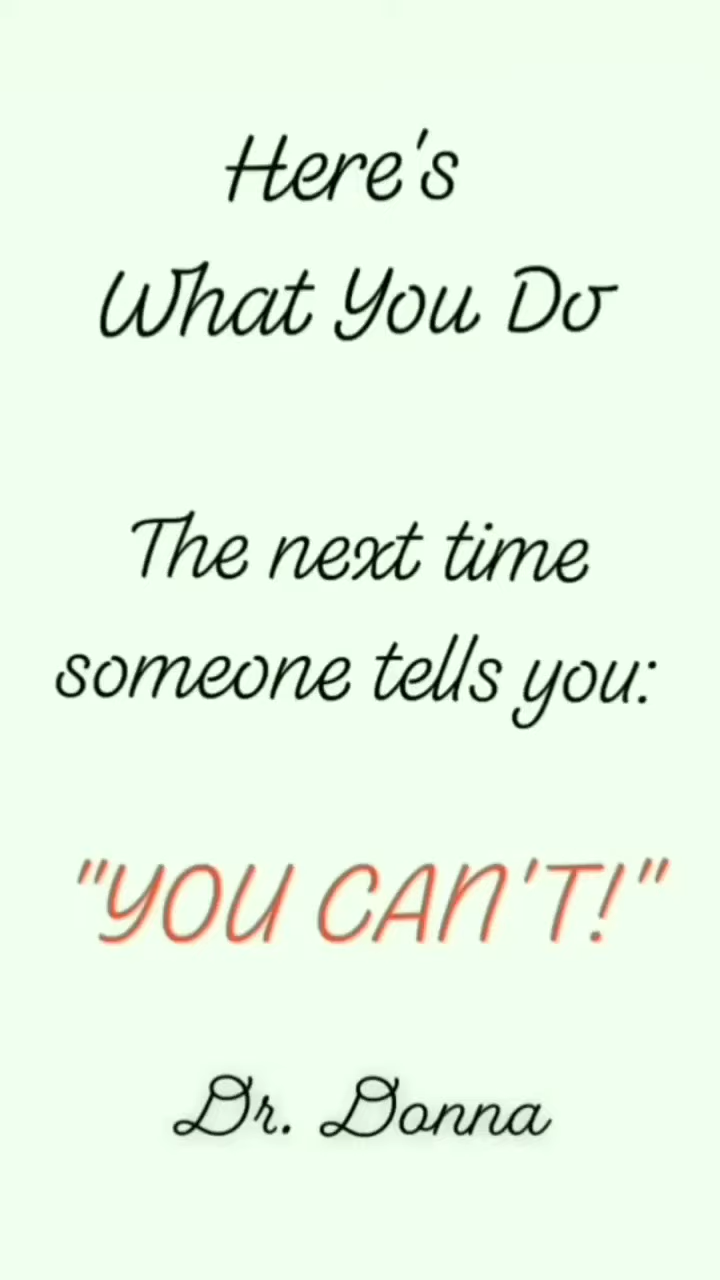 Here's
What You Do
The next time
someone tells you:
"YOU CAN'T!"
Dr. Donna